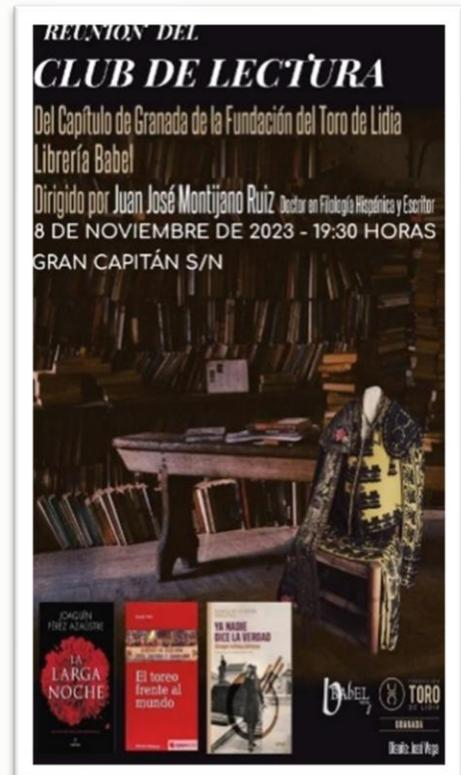 REUNIÓN DEL
CLUB DE LECTURA
Del Capítulo de Granada de la Fundación del Toro de Lidia
Librería Babel
Dirigido por Juan José Montijano Ruiz Doctor en Filología Hispánica y Escritor
8 DE NOVIEMBRE DE 2023 - 19:30 HORAS
GRAN CAPITÁN S/N
JOAQUÍN
PÉREZ AZAÚSTRE
LA
LARGA
NOCHE
El toreo
frente al
mundo
YA NADIE
DICE LA VERDAD
BAbEL
TORO
DE LIDIA
GRANADA
Diseño: José Vega